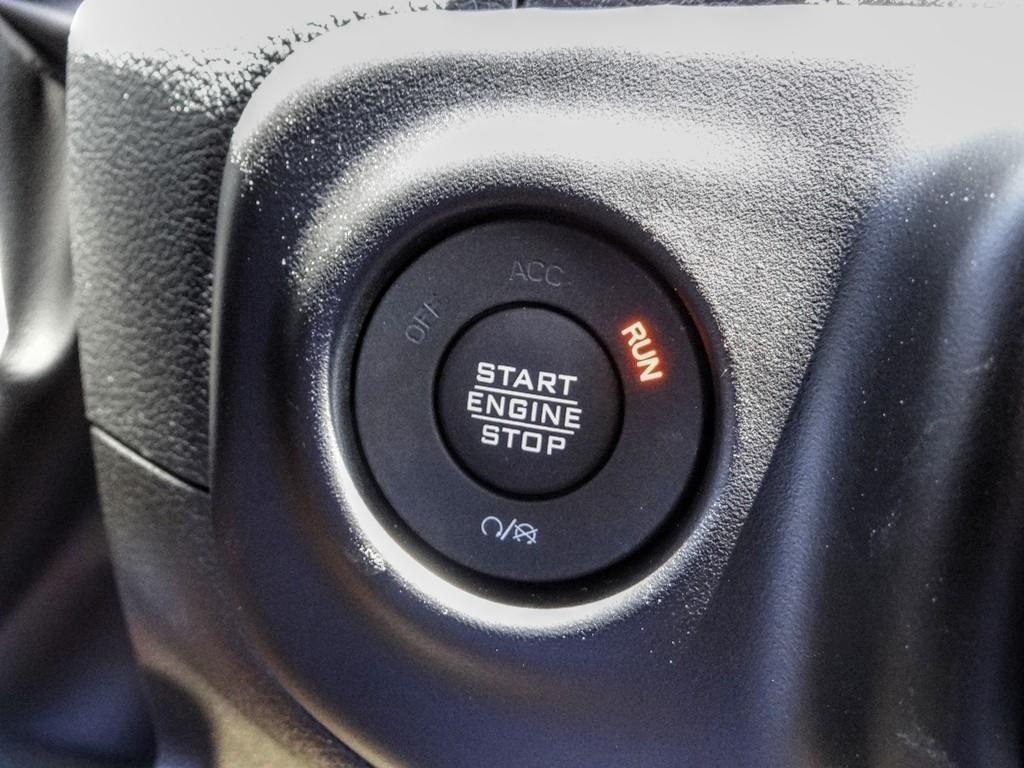 OFF
ACC
RUN
START
ENGINE
STOP